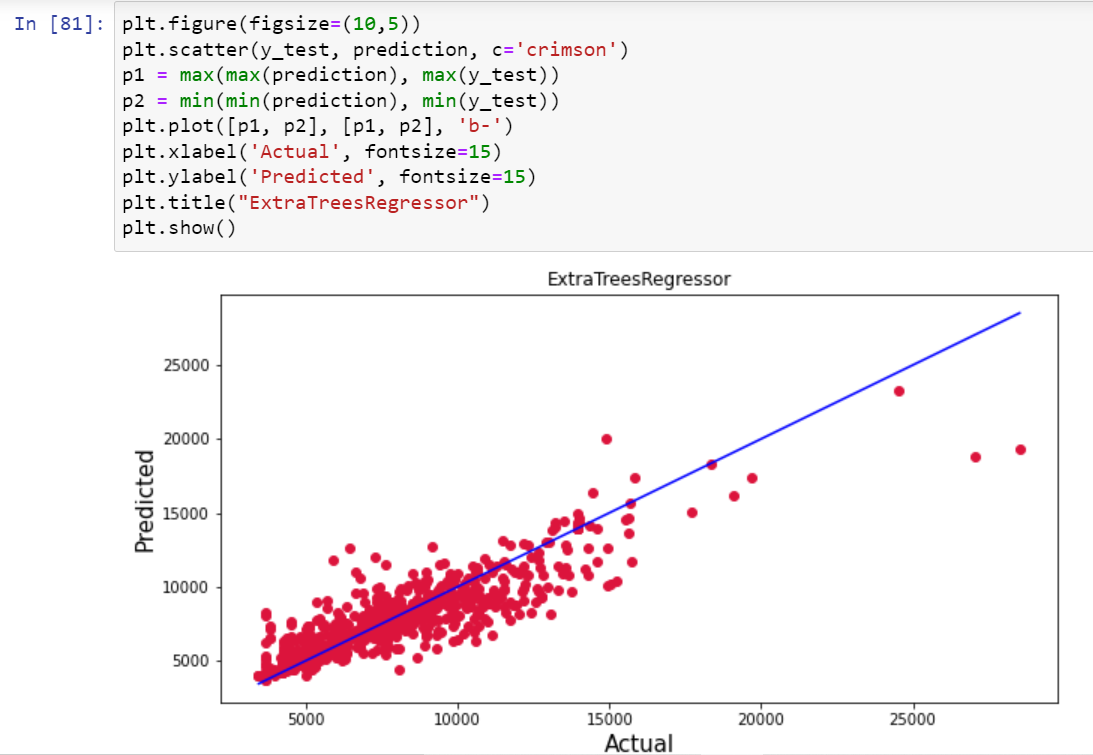 In [81]:
plt.figure(figsize=(10,5))
plt.scatter(y_test, prediction, c='crimson')
p1 = max(max(prediction), max(y_test))
p2 = min(min(prediction), min(y_test))
plt.plot([p1, p2], [p1, p2], 'b-')
plt.xlabel('Actual', fontsize=15)
plt.ylabel('Predicted', fontsize=15)
plt.title("ExtraTreesRegressor")
plt.show()
ExtraTreesRegressor
Predicted
25000
20000
15000
10000
5000
5000 10000 15000 20000 25000
Actual